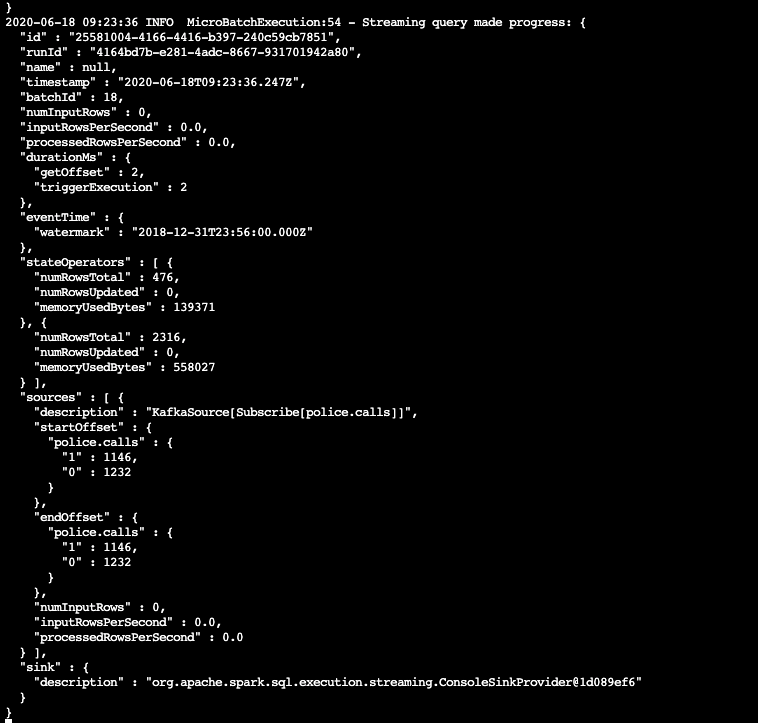 }
2020-06-18 09:23:36 INFO  MicroBatchExecution:54 - Streaming query made progress: {
  "id" : "25581004-4166-4416-b397-240c59cb7851",
  "runId" : "4164bd7b-e281-4adc-8667-931701942a80",
  "name" : null,
  "timestamp" : "2020-06-18T09:23:36.247Z",
  "batchId" : 18,
  "numInputRows" : 0,
  "inputRowsPerSecond" : 0.0,
  "processedRowsPerSecond" : 0.0,
  "durationMs" : {
    "getOffset" : 2,
    "triggerExecution" : 2
  },
  "eventTime" : {
    "watermark" : "2018-12-31T23:56:00.000Z"
  },
  "stateOperators" : [ {
    "numRowsTotal" : 476,
    "numRowsUpdated" : 0,
    "memoryUsedBytes" : 139371
  }, {
    "numRowsTotal" : 2316,
    "numRowsUpdated" : 0,
    "memoryUsedBytes" : 558027
  } ],
  "sources" : [ {
    "description" : "KafkaSource[Subscribe[police.calls]]",
    "startOffset" : {
      "police.calls" : {
        "1" : 1146,
        "0" : 1232
      }
    },
    "endOffset" : {
      "police.calls" : {
        "1" : 1146,
        "0" : 1232
      }
    },
    "numInputRows" : 0,
    "inputRowsPerSecond" : 0.0,
    "processedRowsPerSecond" : 0.0
  } ],
  "sink" : {
    "description" : "org.apache.spark.sql.execution.streaming.ConsoleSinkProvider@1d089ef6"
  }
}